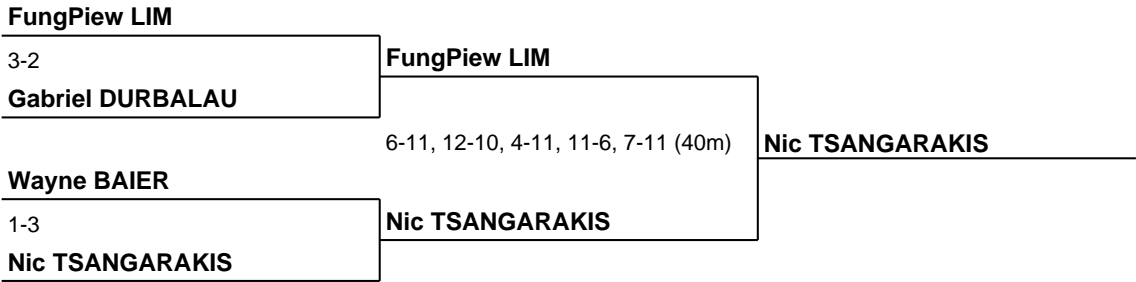 FungPiew LIM
3-2
FungPiew LIM
Gabriel DURBALAU
6-11, 12-10, 4-11, 11-6, 7-11 (40m)
Nic TSANGARAKIS
Wayne BAIER
1-3
Nic TSANGARAKIS
Nic TSANGARAKIS